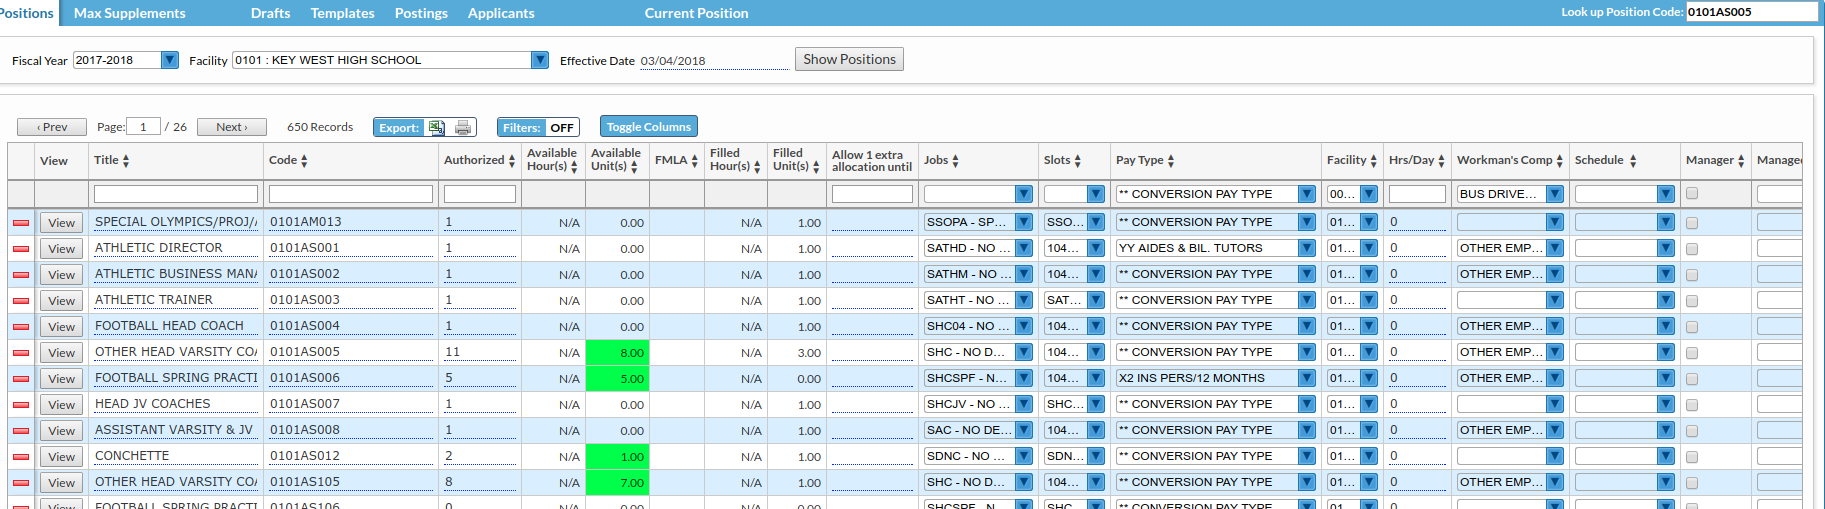 Positions Max Supplements Drafts Templates Postings Applicants Current Position Look up Position Code: 0101AS005
Fiscal Year 2017-2018 Facility 0101 : KEY WEST HIGH SCHOOL Effective Date 03/04/2018 Show Positions
‹ Prev Page: 1 / 26 Next › 650 Records Export: Filters: OFF Toggle Columns
View Title Code Authorized Available Hour(s) Available Unit(s) FMLA Filled Hour(s) Filled Unit(s) Allow 1 extra allocation until Jobs Slots Pay Type Facility Hrs/Day Workman's Comp Schedule Manager Managed
** CONVERSION PAY TYPE 00... BUS DRIVE...
View SPECIAL OLYMPICS/PROJ/ 0101AM013 1 N/A 0.00 N/A 1.00 SSOPA - SP... SSO... ** CONVERSION PAY TYPE 01... 0
View ATHLETIC DIRECTOR 0101AS001 1 N/A 0.00 N/A 1.00 SATHD - NO ... 104... YY AIDES & BIL. TUTORS 01... 0 OTHER EMP...
View ATHLETIC BUSINESS MANA 0101AS002 1 N/A 0.00 N/A 1.00 SATHM - NO ... 104... ** CONVERSION PAY TYPE 01... 0 OTHER EMP...
View ATHLETIC TRAINER 0101AS003 1 N/A 0.00 N/A 1.00 SATHT - NO ... SAT... ** CONVERSION PAY TYPE 01... 0
View FOOTBALL HEAD COACH 0101AS004 1 N/A 0.00 N/A 1.00 SHC04 - NO ... 104... ** CONVERSION PAY TYPE 01... 0 OTHER EMP...
View OTHER HEAD VARSITY COA 0101AS005 11 N/A 8.00 N/A 3.00 SHC - NO D... 104... ** CONVERSION PAY TYPE 01... 0 OTHER EMP...
View FOOTBALL SPRING PRACTI 0101AS006 5 N/A 5.00 N/A 0.00 SHCSPF - N... 104... X2 INS PERS/12 MONTHS 01... 0 OTHER EMP...
View HEAD JV COACHES 0101AS007 1 N/A 0.00 N/A 1.00 SHCJV - NO ... SHC... ** CONVERSION PAY TYPE 01... 0
View ASSISTANT VARSITY & JV 0101AS008 1 N/A 0.00 N/A 1.00 SAC - NO DE... 104... ** CONVERSION PAY TYPE 01... 0 OTHER EMP...
View CONCHETTE 0101AS012 2 N/A 1.00 N/A 1.00 SDNC - NO ... SDN... ** CONVERSION PAY TYPE 01... 0
View OTHER HEAD VARSITY COA 0101AS105 8 N/A 7.00 N/A 1.00 SHC - NO D... 104... ** CONVERSION PAY TYPE 01... 0 OTHER EMP...
View FOOTBALL SPRING PRACTI 0101AS106 0 N/A 0.00 N/A 0.00 SHCSPF - N... SHC... ** CONVERSION PAY TYPE 01... 0